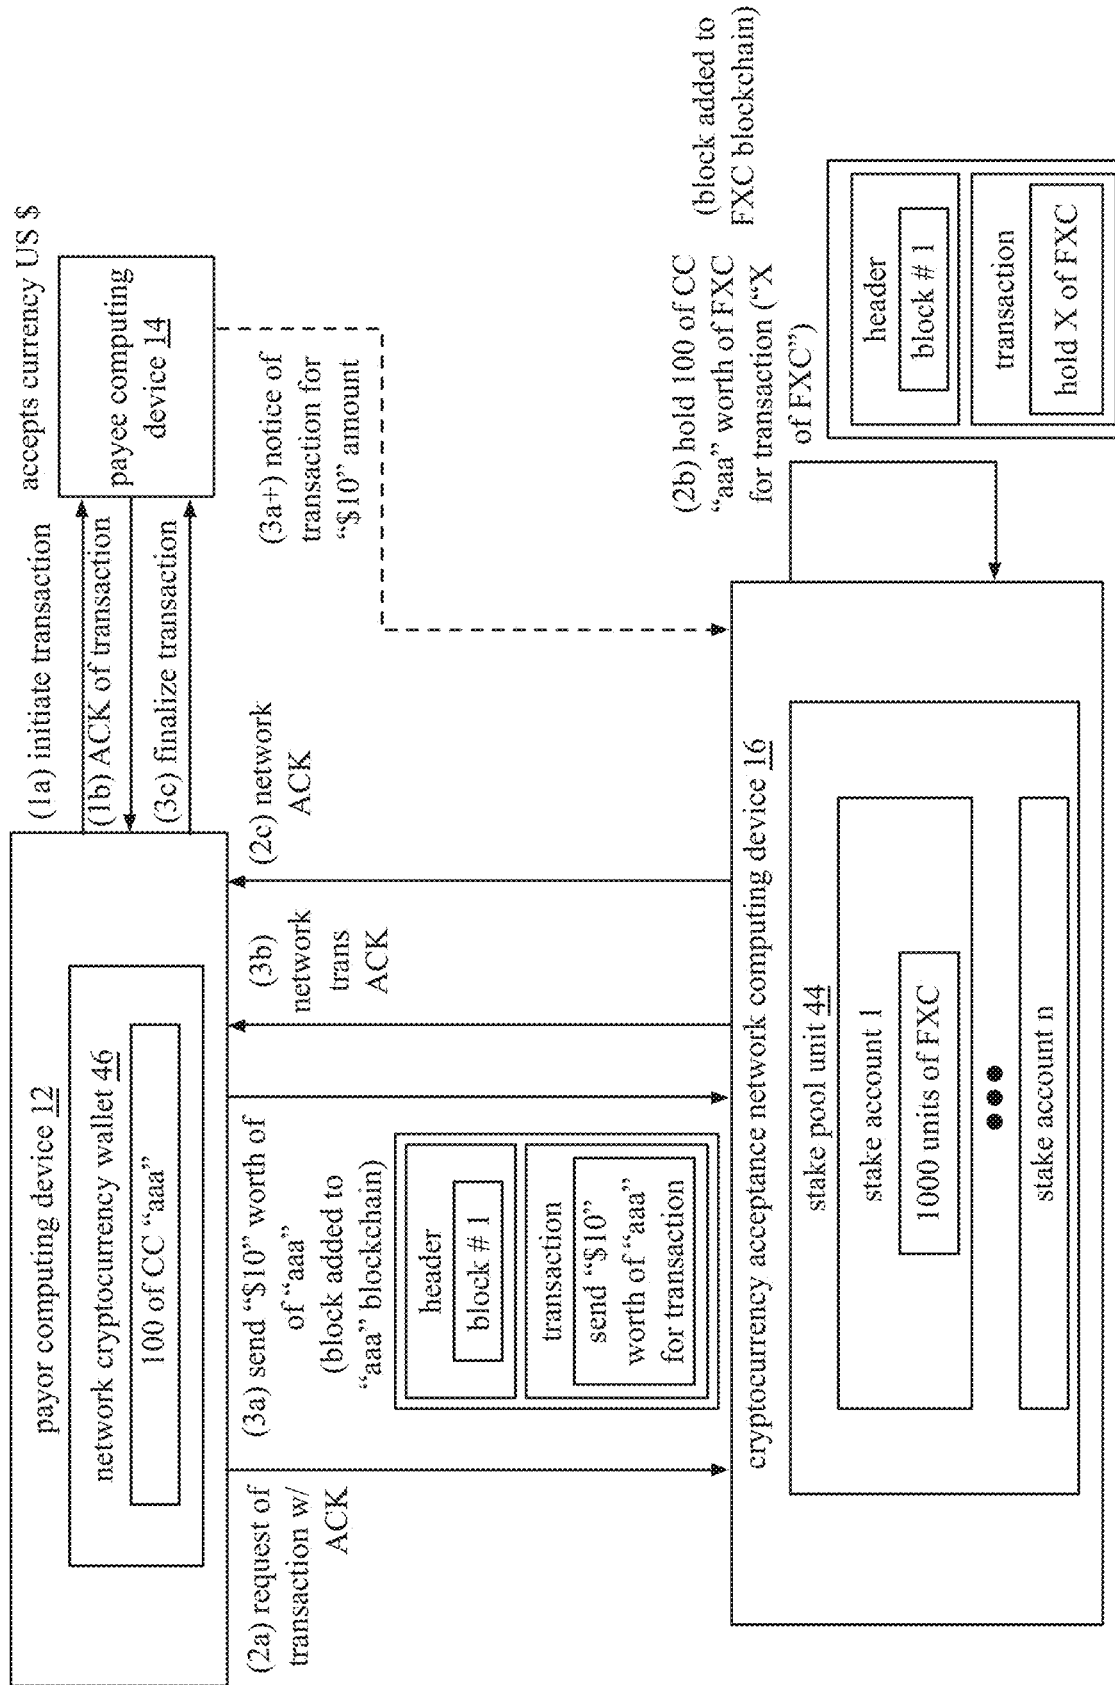 payor computing device 12
network cryptocurrency wallet 46
100 of CC “aaa”
(1a) initiate transaction
(1b) ACK of transaction
(3c) finalize transaction
accepts currency US $
payee computing
device 14
(2a) request of
transaction w/
ACK
(3a) send “$10” worth of
of “aaa”
(block added to
“aaa” blockchain)
header
block # 1
transaction
send “$10”
worth of “aaa”
for transaction
(3b)
network
trans
ACK
(2c) network
ACK
(3a+) notice of
transaction for
“$10” amount
cryptocurrency acceptance network computing device 16
stake pool unit 44
stake account 1
1000 units of FXC
stake account n
(2b) hold 100 of CC
“aaa” worth of FXC
for transaction (“X
of FXC”)
(block added to
FXC blockchain)
header
block # 1
transaction
hold X of FXC